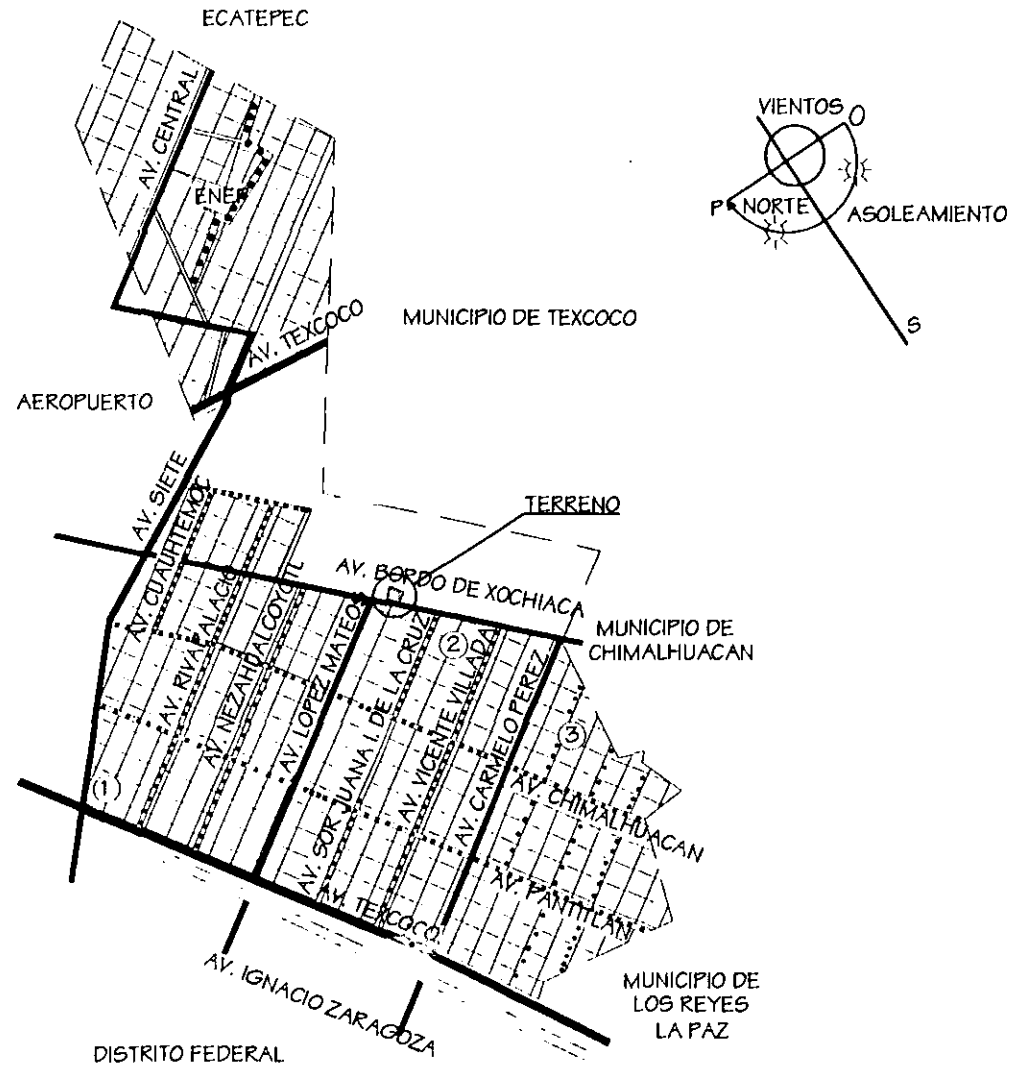 ECATEPEC
AV. CENTRAL
ENEP
VIENTOS
O
P
NORTE
ASOLEAMIENTO
S
AV. TEXCOCO
MUNICIPIO DE TEXCOCO
AEROPUERTO
AV. SIETE
TERRENO
AV. CUAUHTEMOC
AV. RIVAPALACIO
AV. NEZAHUALCOYOTL
AV. BORDO DE XOCHIACA
AV. LOPEZ MATEOS
AV. SOR JUANA I. DE LA CRUZ
2
AV. VICENTE VILLADA
AV. CARMELO PEREZ
MUNICIPIO DE
CHIMALHUACAN
3
1
AV. CHIMALHUACAN
AV. PANTITLAN
AV. TEXCOCO
AV. IGNACIO ZARAGOZA
MUNICIPIO DE
LOS REYES
LA PAZ
DISTRITO FEDERAL